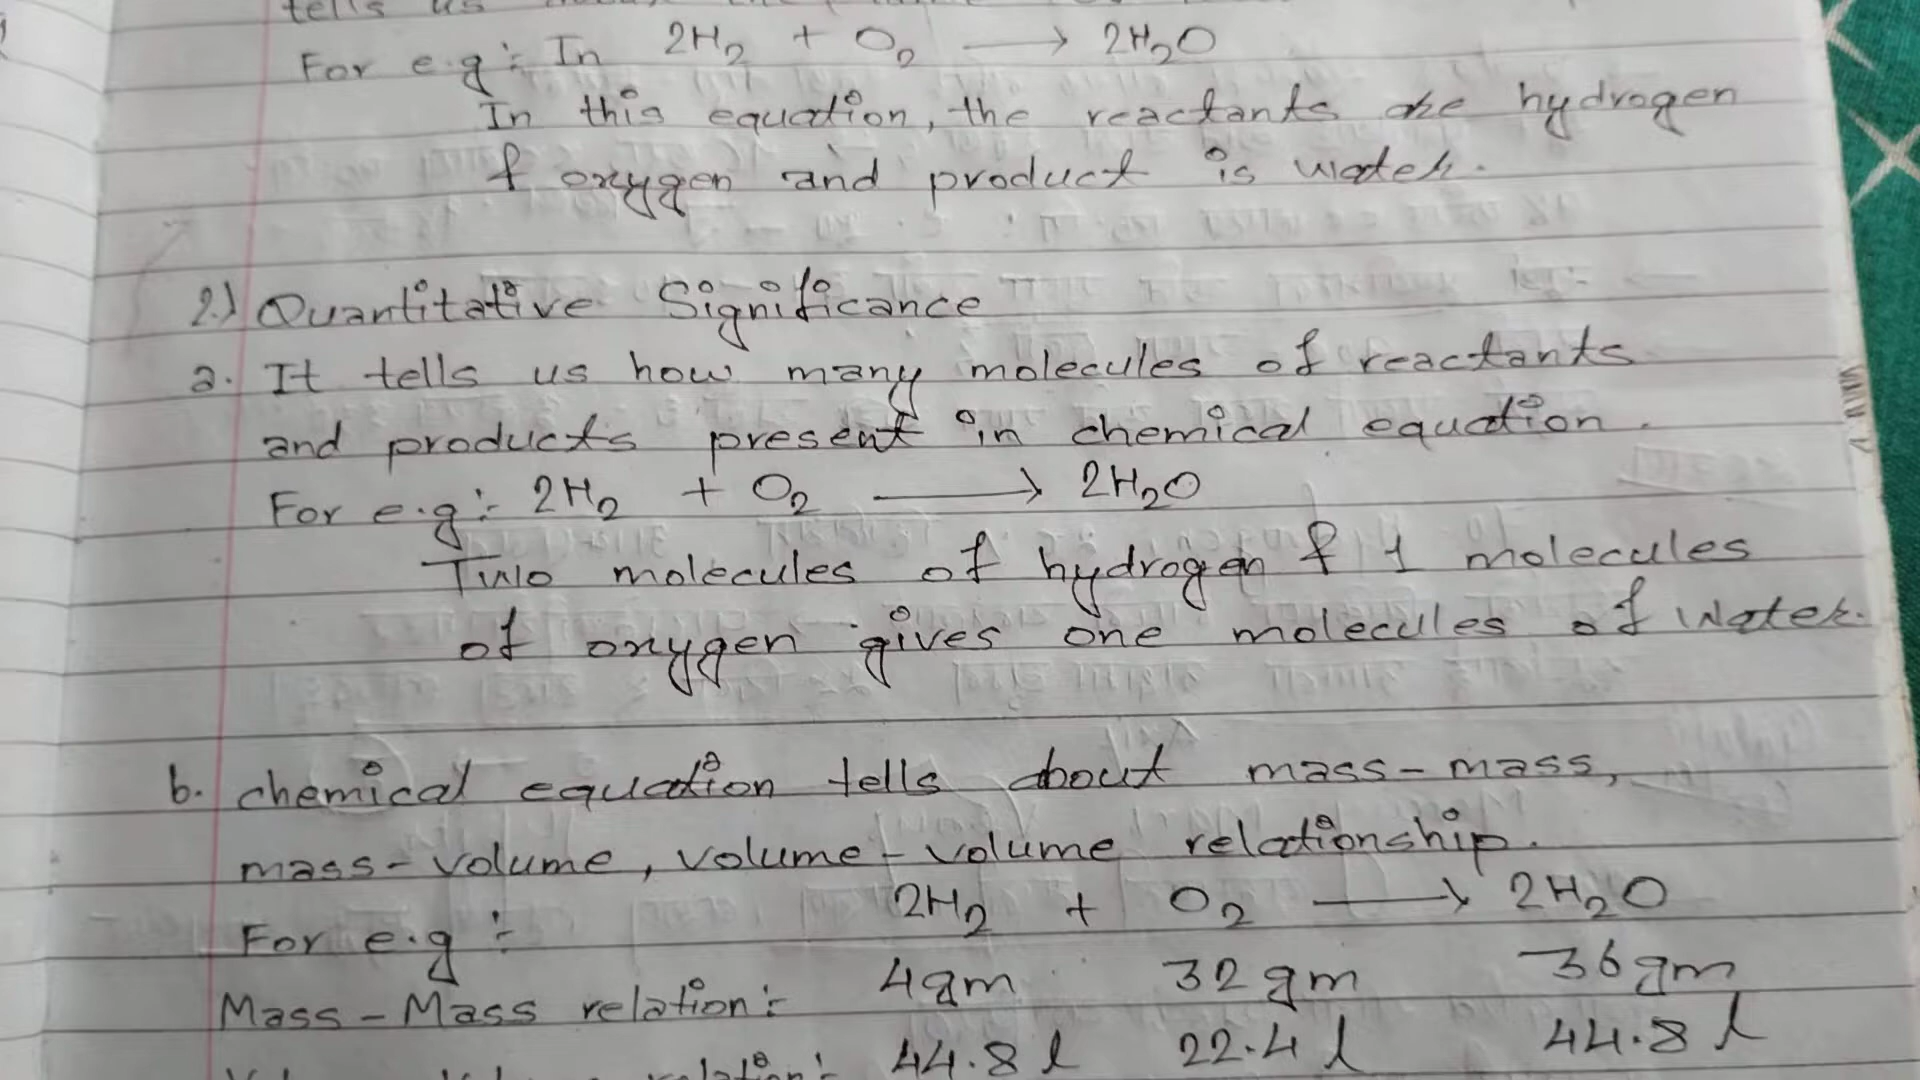 tells us
For e.g:- In 2H₂ + O₂ ⟶ 2H₂O
In this equation, the reactants are hydrogen
& oxygen and product is water.
2.) Quantitative Significance
a. It tells us how many molecules of reactants
and products present in chemical equation.
For e.g:- 2H₂ + O₂ ⟶ 2H₂O
Two molecules of hydrogen & 1 molecules
of oxygen gives one molecules of water.
b. chemical equation tells about mass-mass,
mass-volume, volume-volume relationship.
For e.g:- 2H₂ + O₂ ⟶ 2H₂O
Mass-Mass relation:- 4gm 32gm 36gm
relation:- 44.8 l 22.4 l 44.8 l